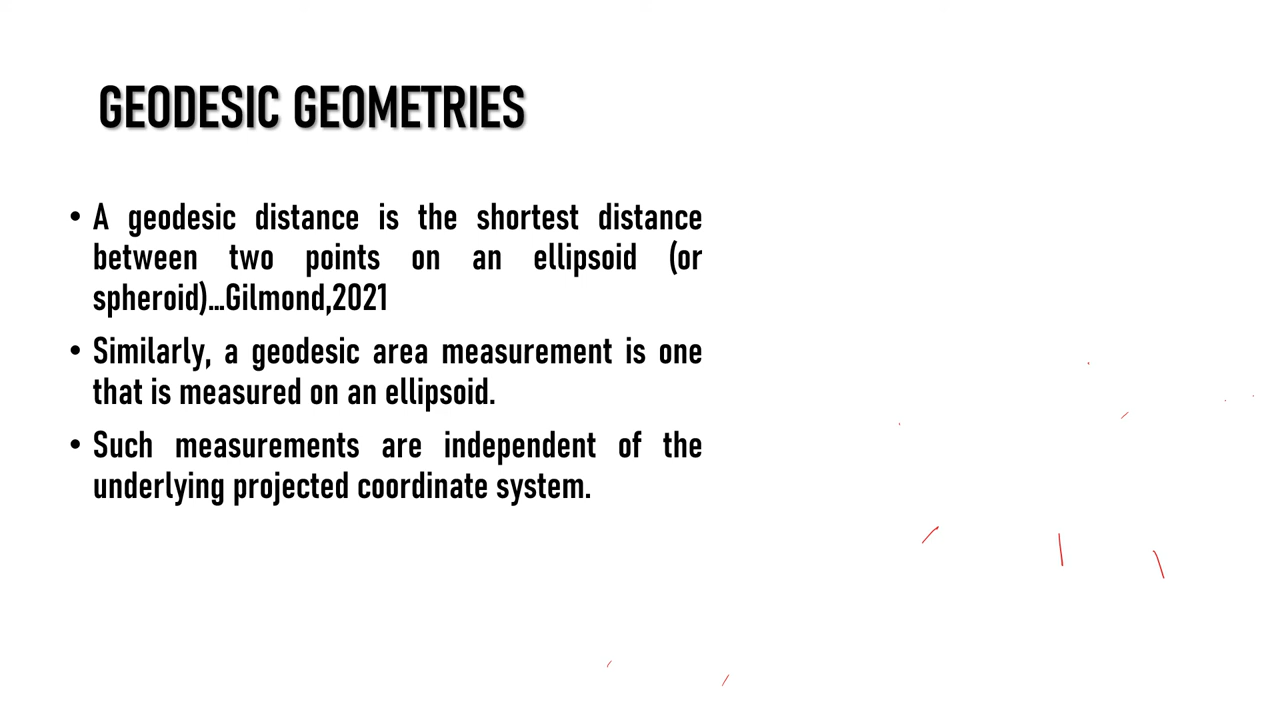 GEODESIC GEOMETRIES
• A geodesic distance is the shortest distance
between two points on an ellipsoid (or
spheroid)...Gilmond,2021
• Similarly, a geodesic area measurement is one
that is measured on an ellipsoid.
• Such measurements are independent of the
underlying projected coordinate system.